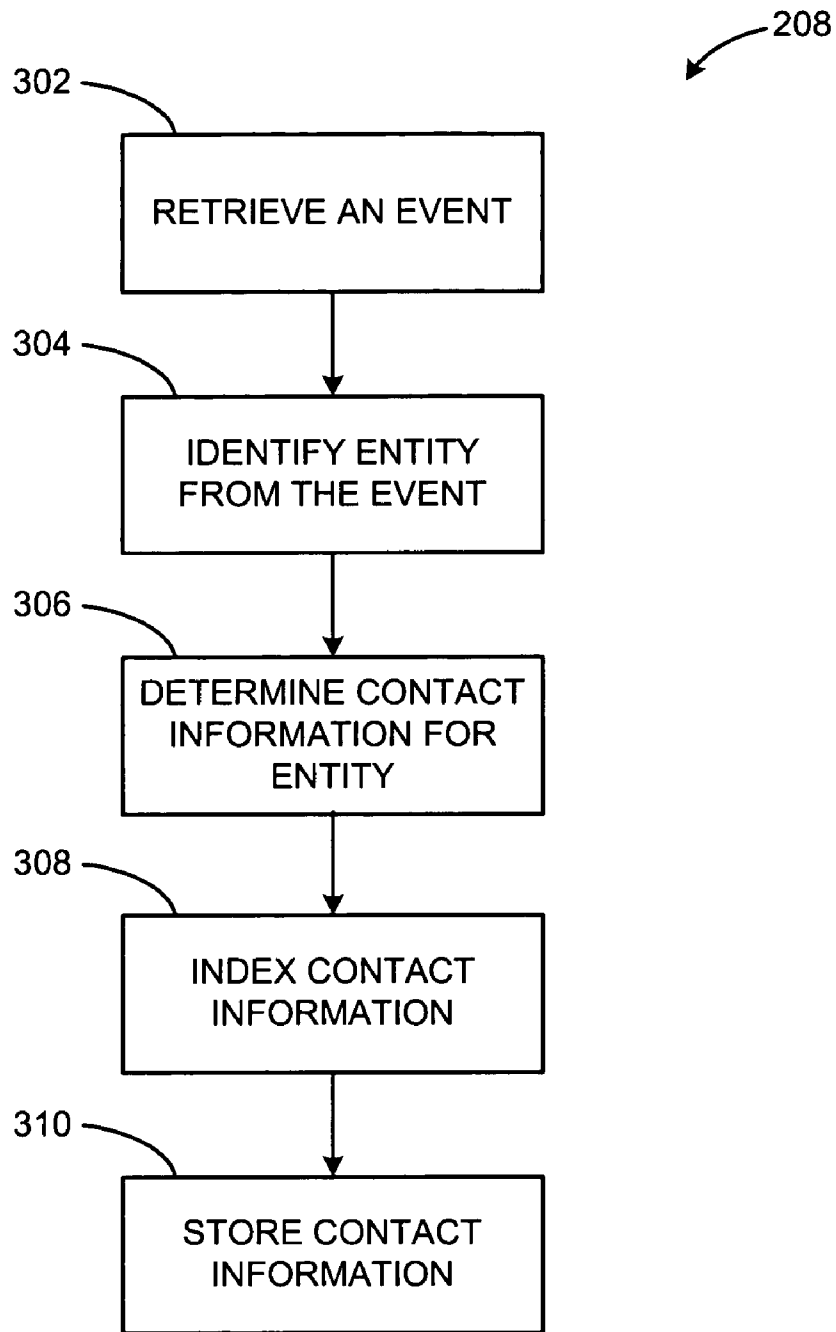 208
302
RETRIEVE AN EVENT
304
IDENTIFY ENTITY
FROM THE EVENT
306
DETERMINE CONTACT
INFORMATION FOR
ENTITY
308
INDEX CONTACT
INFORMATION
310
STORE CONTACT
INFORMATION